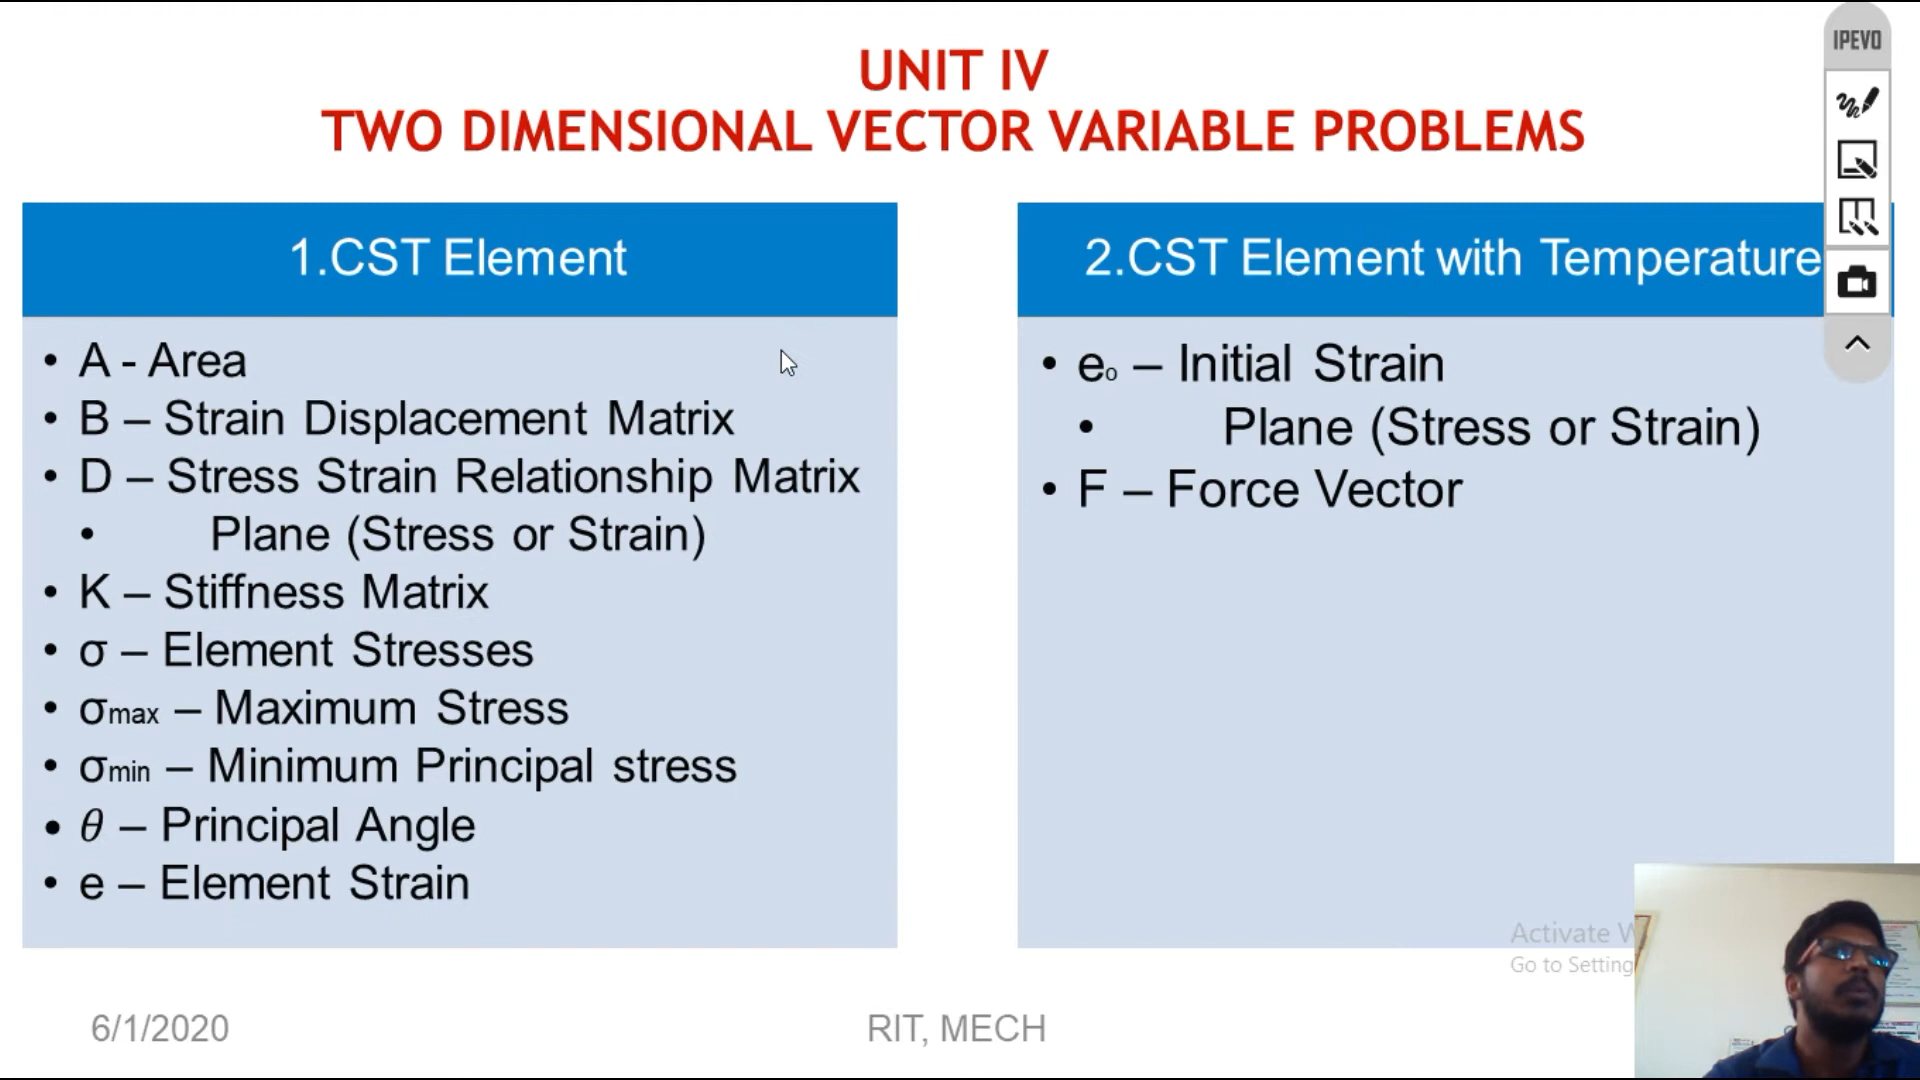 UNIT IV
TWO DIMENSIONAL VECTOR VARIABLE PROBLEMS
IPEVO
1.CST Element
• A - Area
• B – Strain Displacement Matrix
• D – Stress Strain Relationship Matrix
• Plane (Stress or Strain)
• K – Stiffness Matrix
• σ – Element Stresses
• σmax – Maximum Stress
• σmin – Minimum Principal stress
• θ – Principal Angle
• e – Element Strain
2.CST Element with Temperature
• eo – Initial Strain
• Plane (Stress or Strain)
• F – Force Vector
Activate
Go to Setting
6/1/2020
RIT, MECH